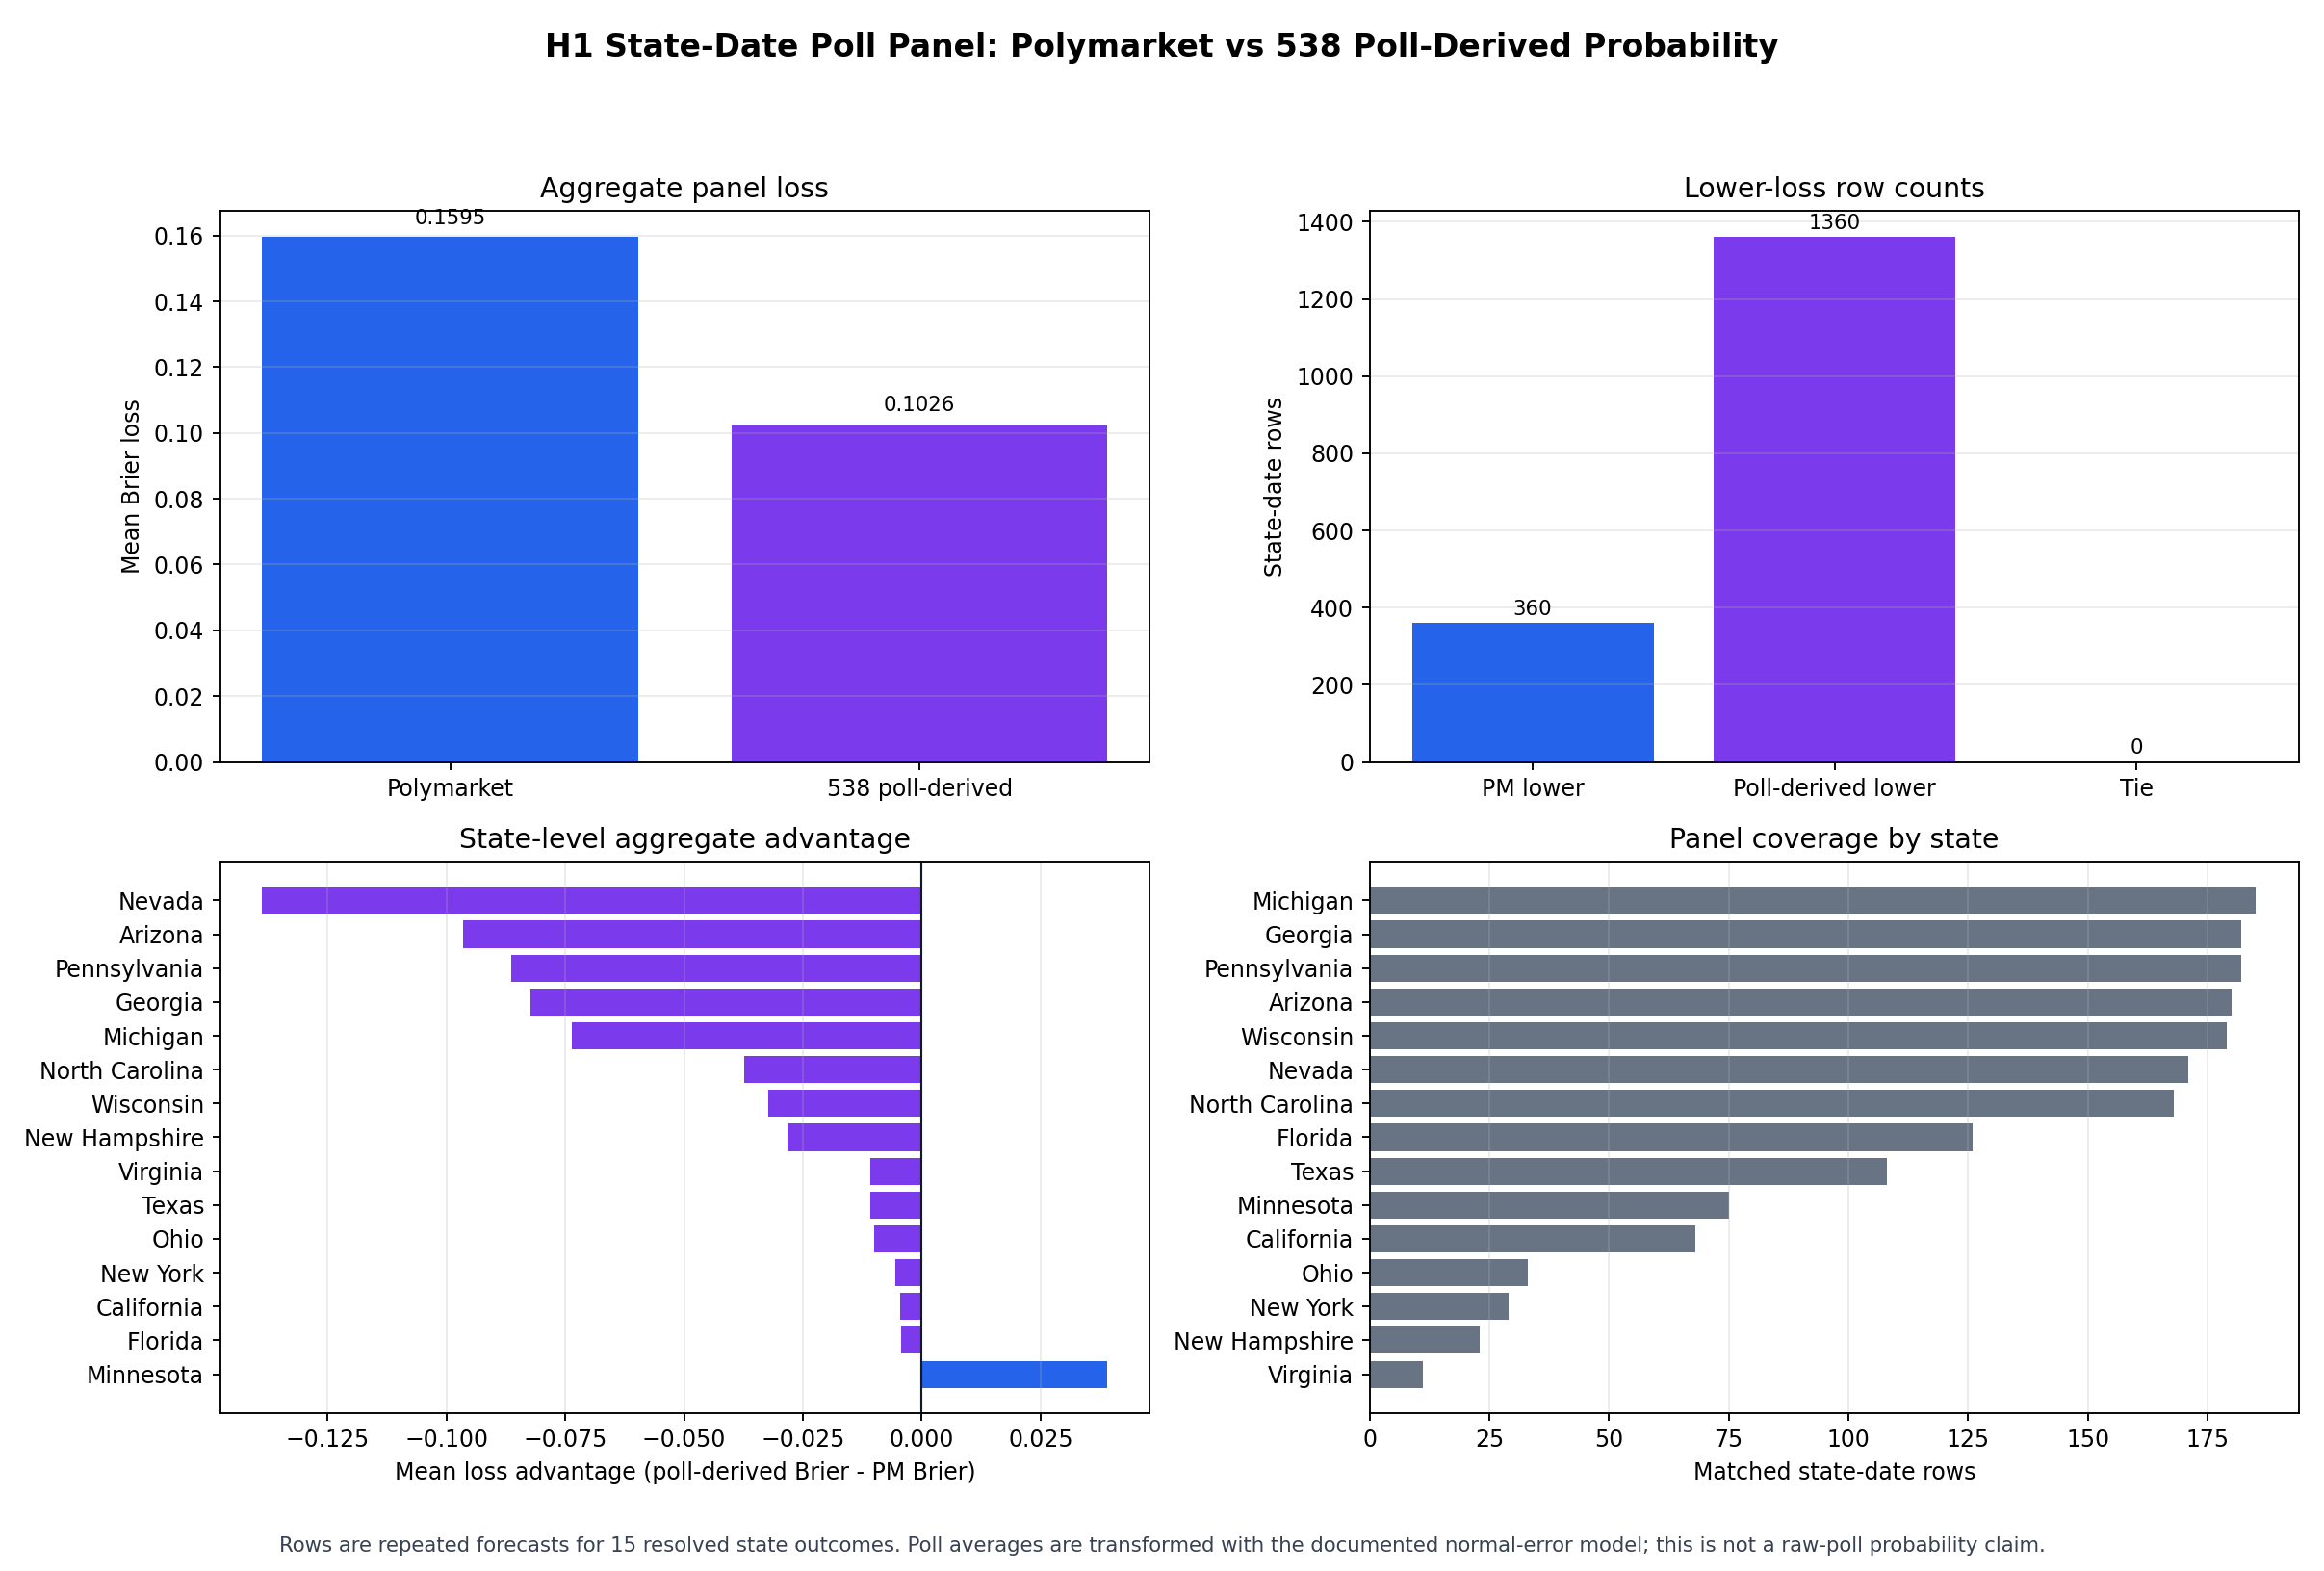 H1 State-Date Poll Panel: Polymarket vs 538 Poll-Derived Probability
Aggregate panel loss
Mean Brier loss
0.16
0.14
0.12
0.10
0.08
0.06
0.04
0.02
0.00
0.1595
0.1026
Polymarket
538 poll-derived
Lower-loss row counts
State-date rows
1400
1200
1000
800
600
400
200
0
360
1360
0
PM lower
Poll-derived lower
Tie
State-level aggregate advantage
Nevada
Arizona
Pennsylvania
Georgia
Michigan
North Carolina
Wisconsin
New Hampshire
Virginia
Texas
Ohio
New York
California
Florida
Minnesota
−0.125
−0.100
−0.075
−0.050
−0.025
0.000
0.025
Mean loss advantage (poll-derived Brier - PM Brier)
Panel coverage by state
Michigan
Georgia
Pennsylvania
Arizona
Wisconsin
Nevada
North Carolina
Florida
Texas
Minnesota
California
Ohio
New York
New Hampshire
Virginia
0
25
50
75
100
125
150
175
Matched state-date rows
Rows are repeated forecasts for 15 resolved state outcomes. Poll averages are transformed with the documented normal-error model; this is not a raw-poll probability claim.